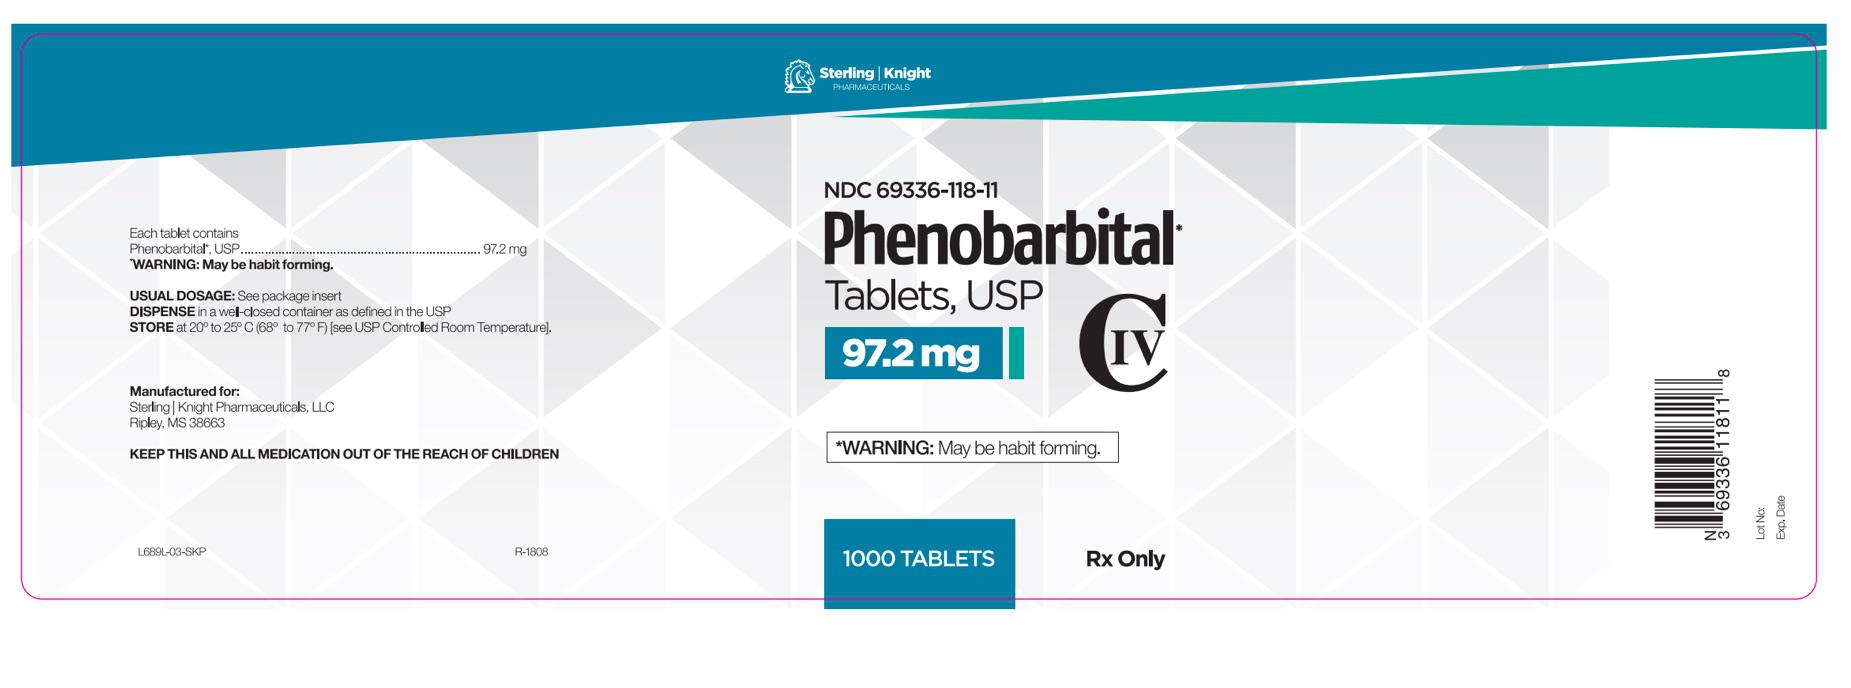 Sterling | Knight
PHARMACEUTICALS
Each tablet contains
Phenobarbital*, USP........................................................................ 97.2 mg
*WARNING: May be habit forming.
USUAL DOSAGE: See package insert
DISPENSE in a well-closed container as defined in the USP
STORE at 20º to 25º C (68º to 77º F) [see USP Controlled Room Temperature].
Manufactured for:
Sterling | Knight Pharmaceuticals, LLC
Ripley, MS 38663
KEEP THIS AND ALL MEDICATION OUT OF THE REACH OF CHILDREN
L689L-03-SKP
R-1808
NDC 69336-118-11
Phenobarbital*
Tablets, USP
97.2 mg
CIV
*WARNING: May be habit forming.
1000 TABLETS
Rx Only
N
3 69336 11811 8
Lot No:
Exp. Date